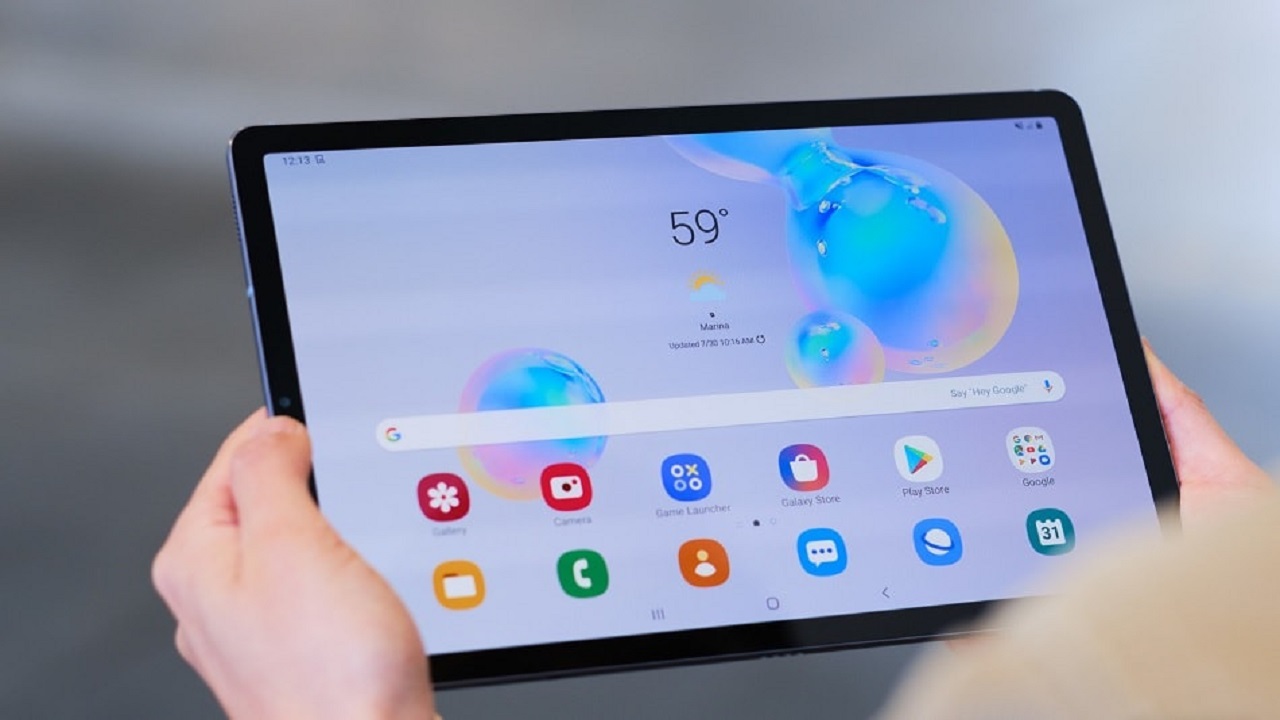 12:13
59°
Marina
Updated 7/30 10:16 AM
G Say "Hey Google"
Gallery Camera Game Launcher Galaxy Store Play Store Google
31